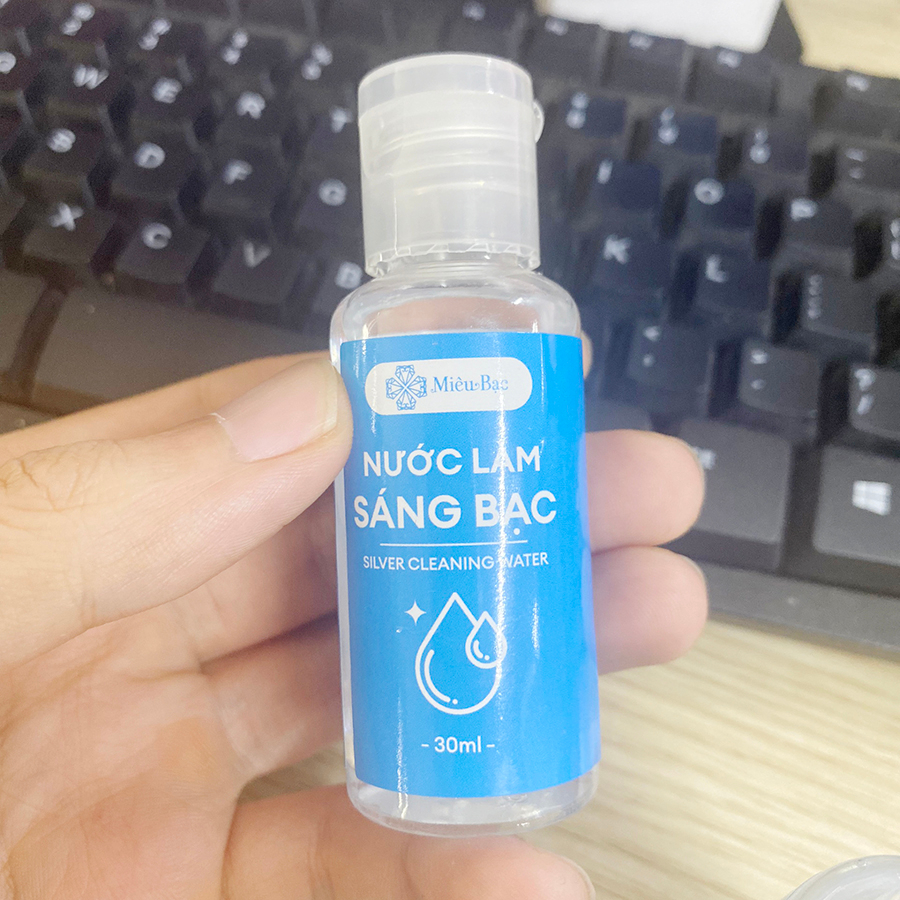 Miêu Bạc
NƯỚC LÀM
SÁNG BẠC
SILVER CLEANING WATER
- 30ml -
W E R
S D F
X C V B
K L
P